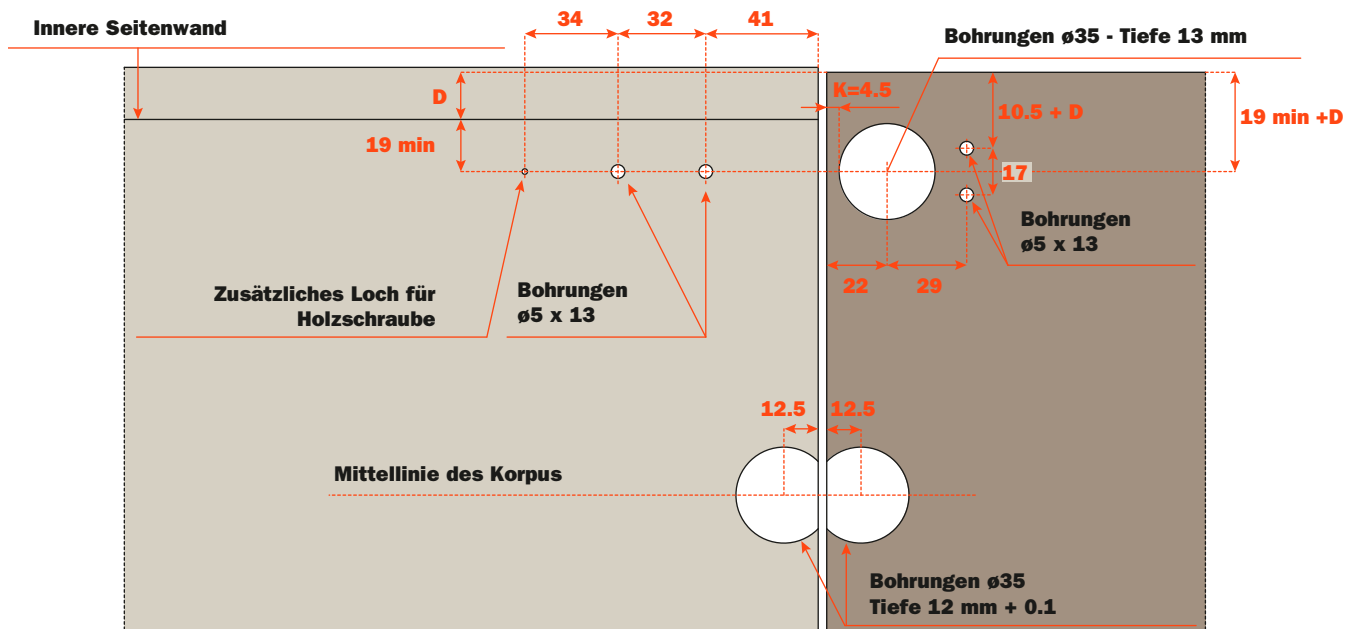 34
32
41
Innere Seitenwand
Bohrungen ø35 - Tiefe 13 mm
D
K=4.5
10.5 + D
19 min +D
19 min
17
Bohrungen
ø5 x 13
22
29
Zusätzliches Loch für
Holzschraube
Bohrungen
ø5 x 13
12.5
12.5
Mittellinie des Korpus
Bohrungen ø35
Tiefe 12 mm + 0.1